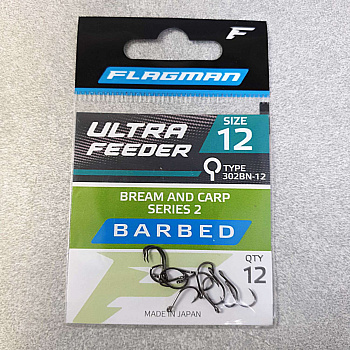 F
FLAGMAN
ULTRA
FEEDER
SIZE
12
TYPE
302BN-12
BREAM AND CARP
SERIES 2
BARBED
QTY
12
MADE IN JAPAN